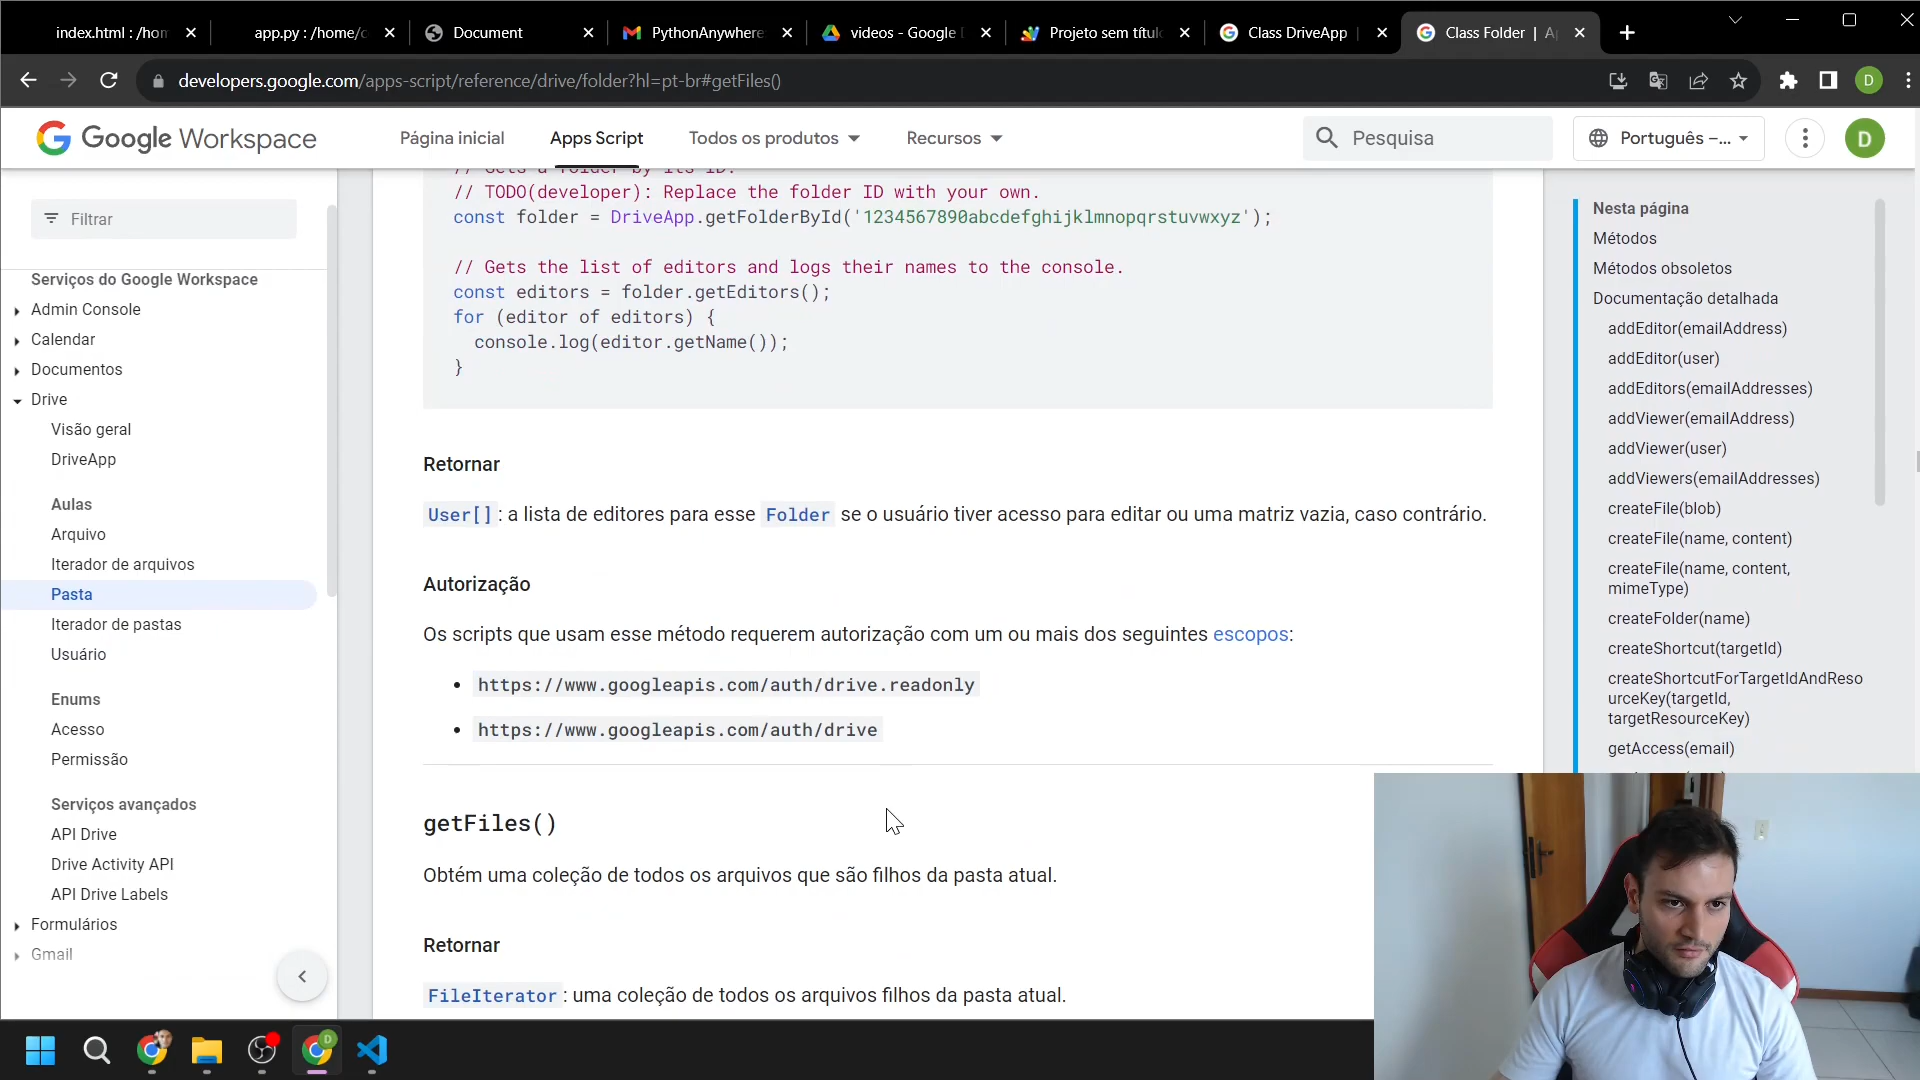 index.html : /hom
app.py : /home/c
Document
PythonAnywhere
videos - Google D
Projeto sem títul
Class DriveApp
Class Folder | Ap
developers.google.com/apps-script/reference/drive/folder?hl=pt-br#getFiles()
D
Google Workspace
Página inicial
Apps Script
Todos os produtos
Recursos
Pesquisa
Português –...
D
Filtrar
Serviços do Google Workspace
Admin Console
Calendar
Documentos
Drive
Visão geral
DriveApp
Aulas
Arquivo
Iterador de arquivos
Pasta
Iterador de pastas
Usuário
Enums
Acesso
Permissão
Serviços avançados
API Drive
Drive Activity API
API Drive Labels
Formulários
Gmail
// Gets a folder by its ID.
// TODO(developer): Replace the folder ID with your own.
const folder = DriveApp.getFolderById('1234567890abcdefghijklmnopqrstuvwxyz');
// Gets the list of editors and logs their names to the console.
const editors = folder.getEditors();
for (editor of editors) {
console.log(editor.getName());
}
Retornar
User[] : a lista de editores para esse Folder se o usuário tiver acesso para editar ou uma matriz vazia, caso contrário.
Autorização
Os scripts que usam esse método requerem autorização com um ou mais dos seguintes escopos:
• https://www.googleapis.com/auth/drive.readonly
• https://www.googleapis.com/auth/drive
getFiles()
Obtém uma coleção de todos os arquivos que são filhos da pasta atual.
Retornar
FileIterator : uma coleção de todos os arquivos filhos da pasta atual.
Nesta página
Métodos
Métodos obsoletos
Documentação detalhada
addEditor(emailAddress)
addEditor(user)
addEditors(emailAddresses)
addViewer(emailAddress)
addViewer(user)
addViewers(emailAddresses)
createFile(blob)
createFile(name, content)
createFile(name, content,
mimeType)
createFolder(name)
createShortcut(targetId)
createShortcutForTargetIdAndReso
urceKey(targetId,
targetResourceKey)
getAccess(email)